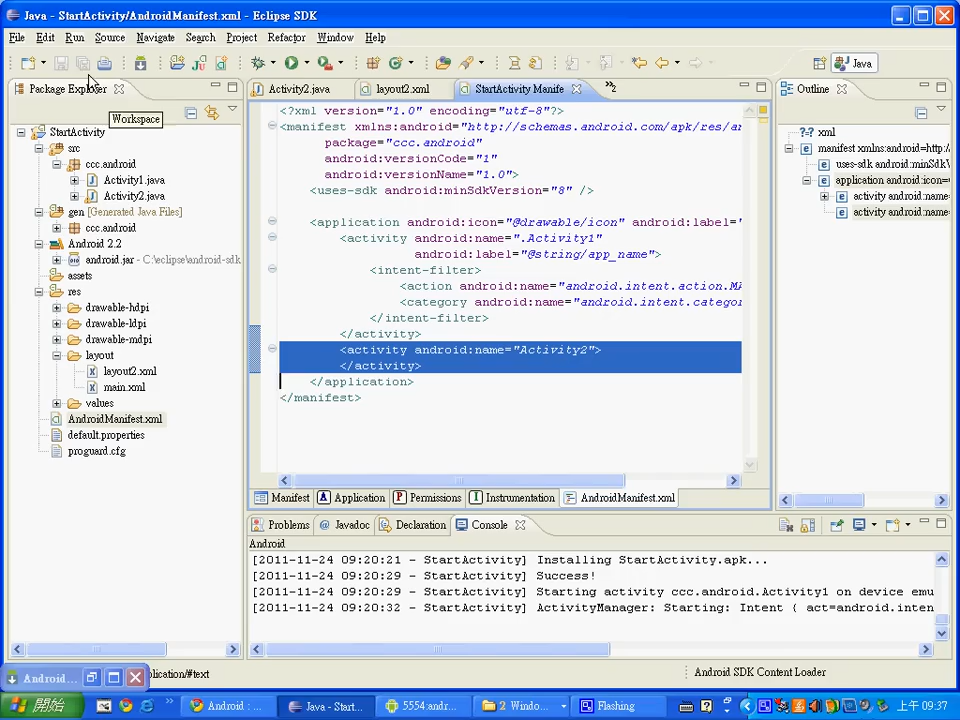 Java - StartActivity/AndroidManifest.xml - Eclipse SDK
File Edit Run Source Navigate Search Project Refactor Window Help
Java
Package Explorer
Workspace
StartActivity
src
ccc.android
Activity1.java
Activity2.java
gen [Generated Java Files]
ccc.android
Android 2.2
android.jar - C:\eclipse\android-sdk
assets
res
drawable-hdpi
drawable-ldpi
drawable-mdpi
layout
layout2.xml
main.xml
values
AndroidManifest.xml
default.properties
proguard.cfg
Activity2.java layout2.xml StartActivity Manife
<?xml version="1.0" encoding="utf-8"?>
<manifest xmlns:android="http://schemas.android.com/apk/res/an
package="ccc.android"
android:versionCode="1"
android:versionName="1.0">
<uses-sdk android:minSdkVersion="8" />
<application android:icon="@drawable/icon" android:label="
<activity android:name=".Activity1"
android:label="@string/app_name">
<intent-filter>
<action android:name="android.intent.action.MA
<category android:name="android.intent.categor
</intent-filter>
</activity>
<activity android:name="Activity2">
</activity>
</application>
</manifest>
Manifest Application Permissions Instrumentation AndroidManifest.xml
Outline
xml
manifest xmlns:android=http:/
uses-sdk android:minSdkV
application android:icon=
activity android:name=
activity android:name=
Problems Javadoc Declaration Console
Android
[2011-11-24 09:20:21 - StartActivity] Installing StartActivity.apk...
[2011-11-24 09:20:29 - StartActivity] Success!
[2011-11-24 09:20:29 - StartActivity] Starting activity ccc.android.Activity1 on device emu
[2011-11-24 09:20:32 - StartActivity] ActivityManager: Starting: Intent { act=android.inten
Android...
plication/#text
Android SDK Content Loader
開始
Android : ...
Java - Start...
5554:andr...
2 Windo...
Flashing
上午 09:37